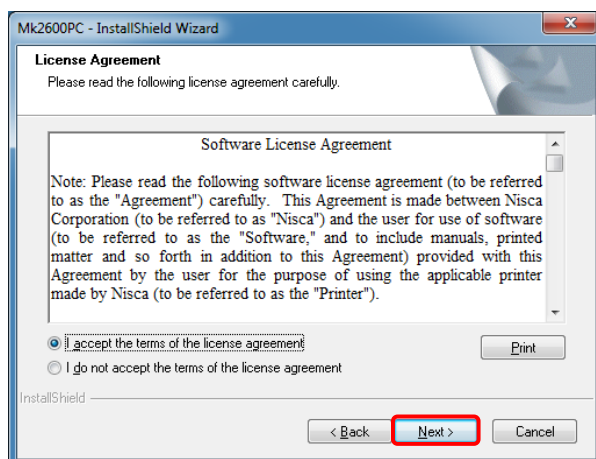 Mk2600PC - InstallShield Wizard
License Agreement
Please read the following license agreement carefully.
Software License Agreement
Note: Please read the following software license agreement (to be referred
to as the "Agreement") carefully. This Agreement is made between Nisca
Corporation (to be referred to as "Nisca") and the user for use of software
(to be referred to as the "Software," and to include manuals, printed
matter and so forth in addition to this Agreement) provided with this
Agreement by the user for the purpose of using the applicable printer
made by Nisca (to be referred to as the "Printer").
I accept the terms of the license agreement
Print
I do not accept the terms of the license agreement
InstallShield
< Back
Next >
Cancel